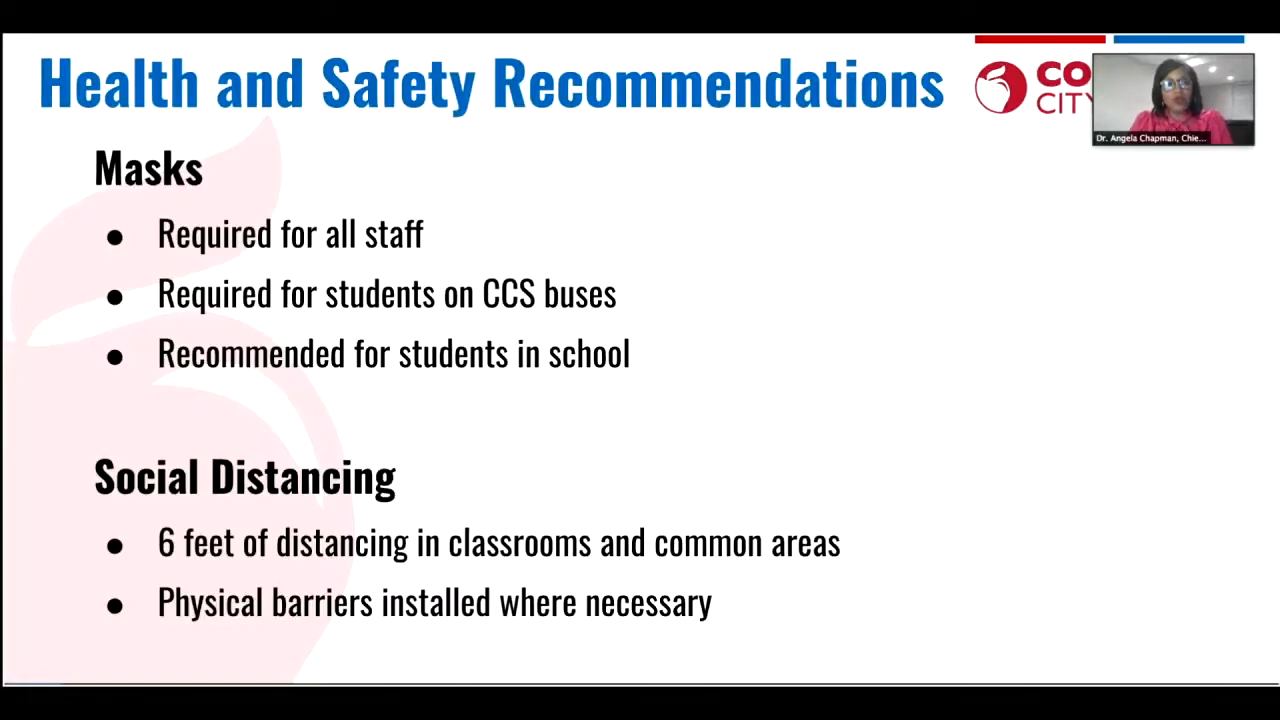 Health and Safety Recommendations
CO
CITY
Dr. Angela Chapman, Chie...
Masks
● Required for all staff
● Required for students on CCS buses
● Recommended for students in school
Social Distancing
● 6 feet of distancing in classrooms and common areas
● Physical barriers installed where necessary